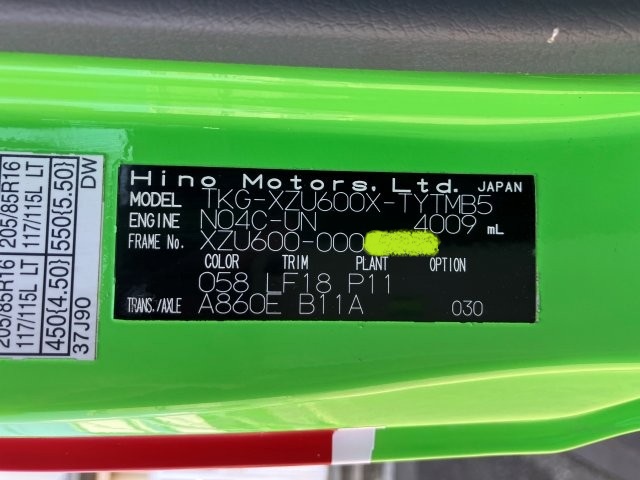 Hino Motors, Ltd. JAPAN
MODEL TKG-XZU600X-TYTMB5
ENGINE N04C-UN 4009 mL
FRAME No. XZU600-000
COLOR TRIM PLANT OPTION
058 LF18 P11
TRANS./AXLE A860E B11A 030
205/85R16
117/115L LT
205/85R16
117/115L LT
450{4.50} 550{5.50}
37J90 DW